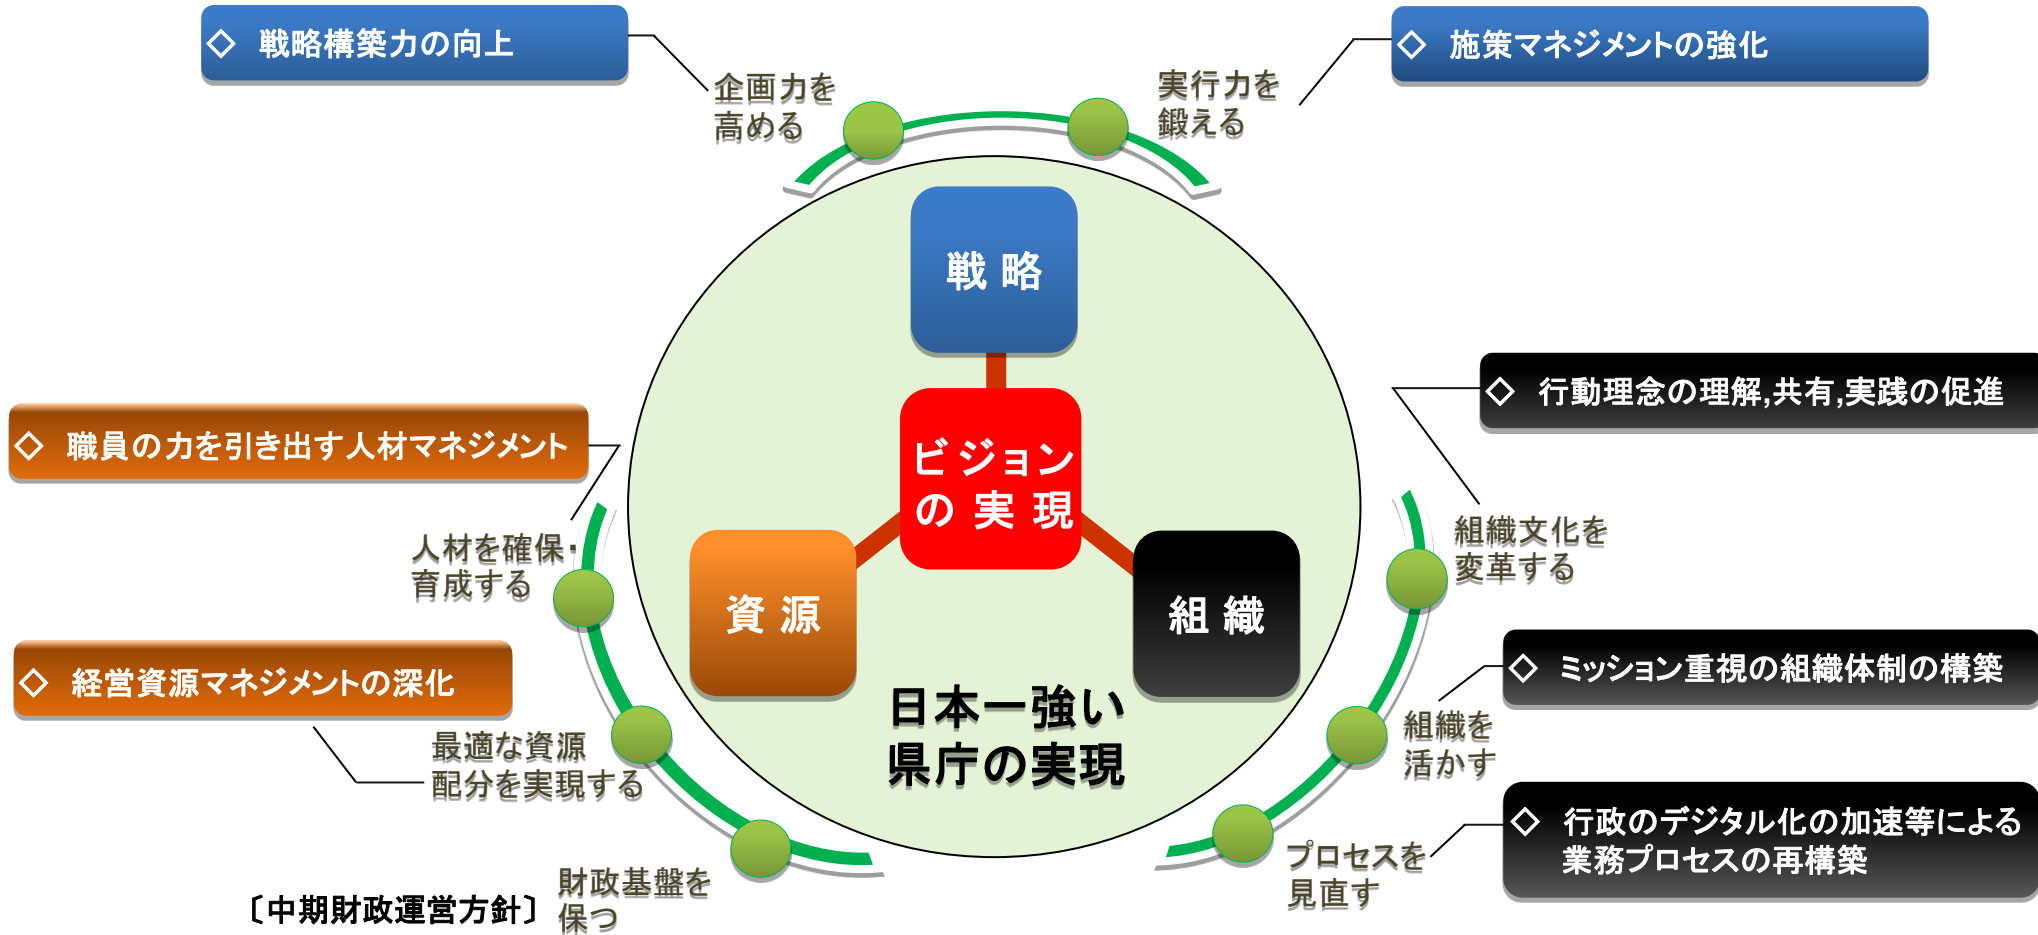 ◇ 戦略構築力の向上
◇ 施策マネジメントの強化
企画力を
高める
実行力を
鍛える
戦 略
◇ 行動理念の理解,共有,実践の促進
◇ 職員の力を引き出す人材マネジメント
ビジョン
の 実 現
人材を確保・
育成する
組織文化を
変革する
資 源
組 織
◇ 経営資源マネジメントの深化
◇ ミッション重視の組織体制の構築
日本一強い
県庁の実現
最適な資源
配分を実現する
組織を
活かす
◇ 行政のデジタル化の加速等による
業務プロセスの再構築
プロセスを
見直す
財政基盤を
保つ
〔中期財政運営方針〕